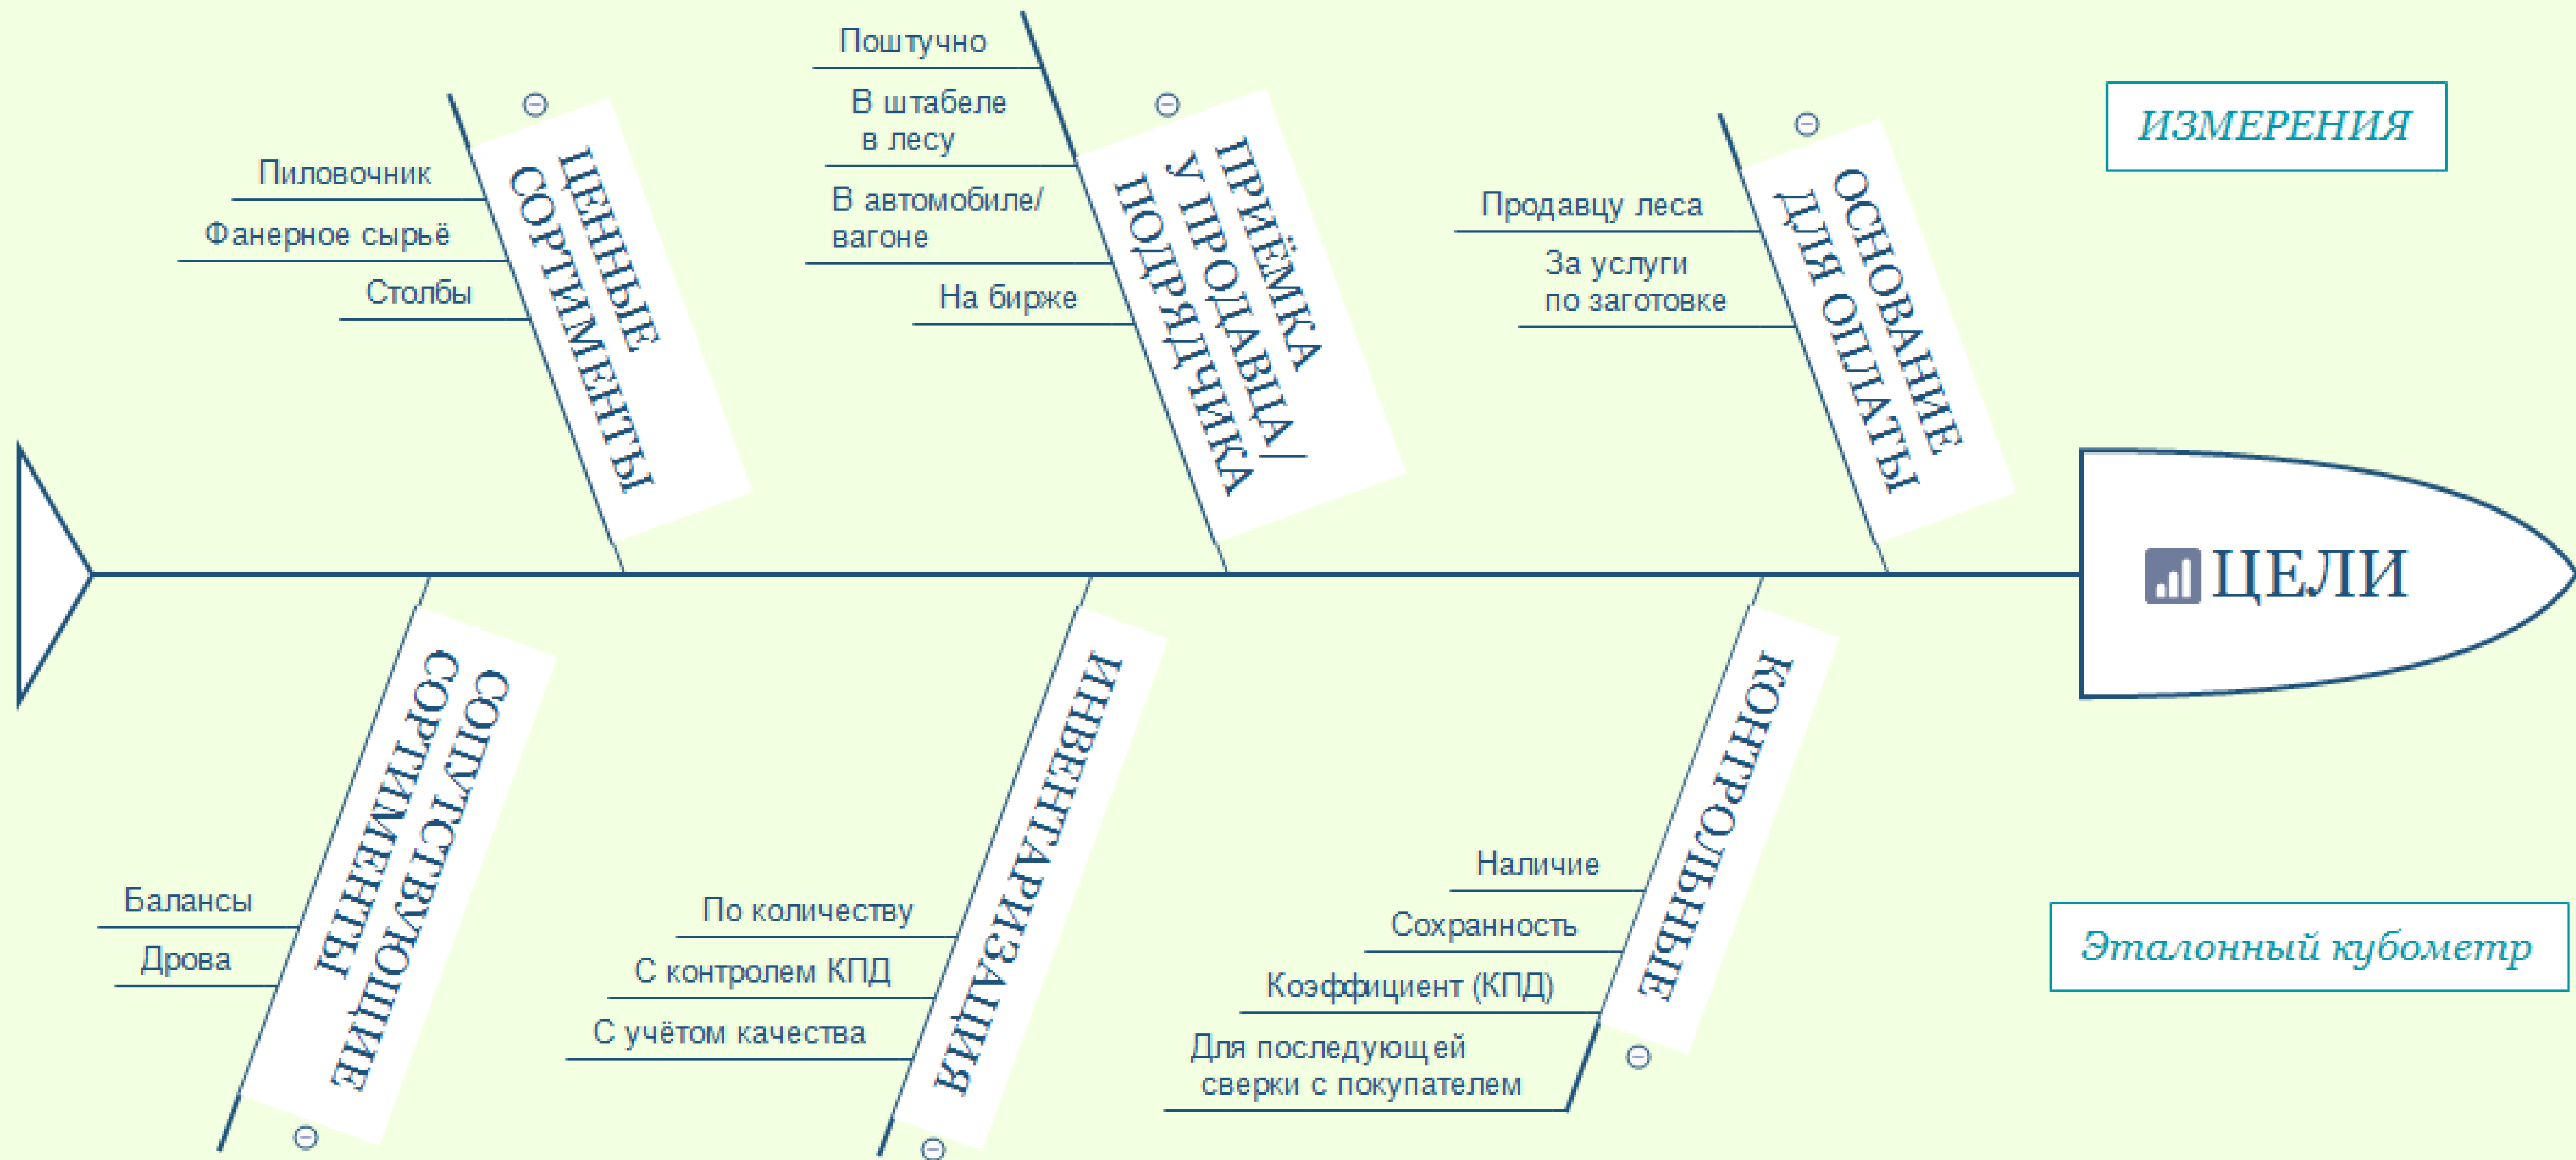 Поштучно
В штабеле
в лесу
В автомобиле/
вагоне
На бирже
ПРИЁМКА
У ПРОДАВЦА/
ПОДРЯДЧИКА
Пиловочник
Фанерное сырьё
Столбы
ЦЕННЫЕ
СОРТИМЕНТЫ
Продавцу леса
За услуги
по заготовке
ОСНОВАНИЕ
ДЛЯ ОПЛАТЫ
ИЗМЕРЕНИЯ
ЦЕЛИ
СОПУТСТВУЮЩИЕ
СОРТИМЕНТЫ
Балансы
Дрова
ИНВЕНТАРИЗАЦИЯ
По количеству
С контролем КПД
С учётом качества
КОНТРОЛЬНЫЕ
Наличие
Сохранность
Коэффициент (КПД)
Для последующей
сверки с покупателем
Эталонный кубометр